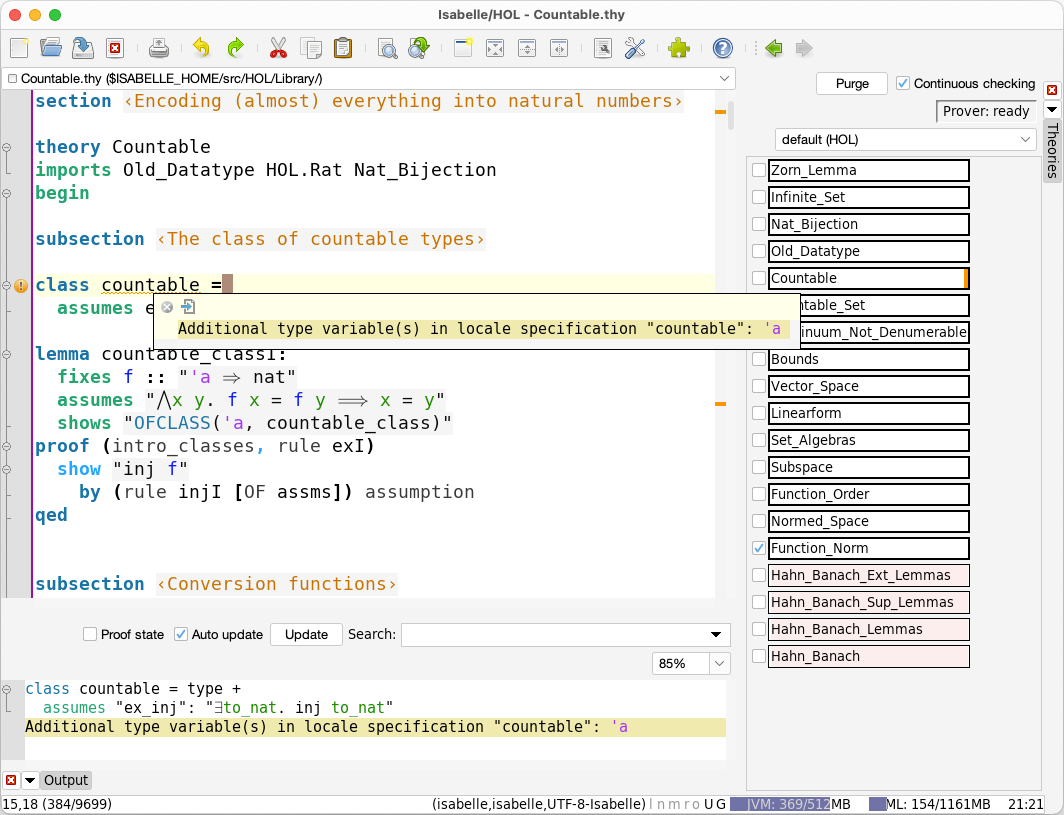 Isabelle/HOL - Countable.thy
Countable.thy ($ISABELLE_HOME/src/HOL/Library/)
section ‹Encoding (almost) everything into natural numbers›
theory Countable
imports Old_Datatype HOL.Rat Nat_Bijection
begin
subsection ‹The class of countable types›
class countable =
assumes e
Additional type variable(s) in locale specification "countable": 'a
lemma countable_classI:
fixes f :: "'a ⇒ nat"
assumes "⋀x y. f x = f y ⟹ x = y"
shows "OFCLASS('a, countable_class)"
proof (intro_classes, rule exI)
show "inj f"
by (rule injI [OF assms]) assumption
qed
subsection ‹Conversion functions›
Purge
Continuous checking
Prover: ready
default (HOL)
Theories
Zorn_Lemma
Infinite_Set
Nat_Bijection
Old_Datatype
Countable
ntable_Set
inuum_Not_Denumerable
Bounds
Vector_Space
Linearform
Set_Algebras
Subspace
Function_Order
Normed_Space
Function_Norm
Hahn_Banach_Ext_Lemmas
Hahn_Banach_Sup_Lemmas
Hahn_Banach_Lemmas
Hahn_Banach
Proof state Auto update Update Search:
85%
class countable = type +
assumes "ex_inj": "∃to_nat. inj to_nat"
Additional type variable(s) in locale specification "countable": 'a
Output
15,18 (384/9699) (isabelle,isabelle,UTF-8-Isabelle) l n m r o U G JVM: 369/512MB ML: 154/1161MB 21:21